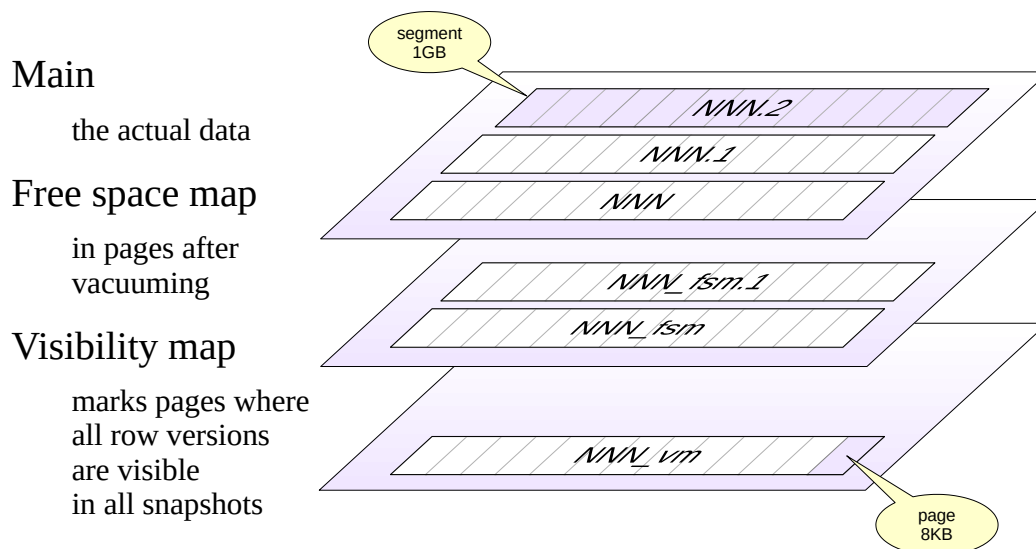 segment
1GB
Main
the actual data
NNN.2
NNN.1
NNN
Free space map
in pages after
vacuuming
NNN_fsm.1
NNN_fsm
Visibility map
marks pages where
all row versions
are visible
in all snapshots
NNN_vm
page
8KB